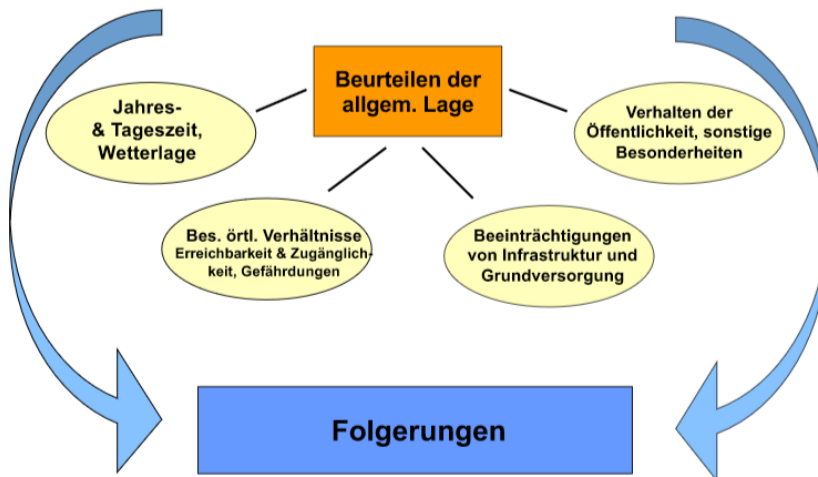 Beurteilen der
allgem. Lage
Jahres-
& Tageszeit,
Wetterlage
Verhalten der
Öffentlichkeit, sonstige
Besonderheiten
Bes. örtl. Verhältnisse
Erreichbarkeit & Zugänglich-
keit, Gefährdungen
Beeinträchtigungen
von Infrastruktur und
Grundversorgung
Folgerungen